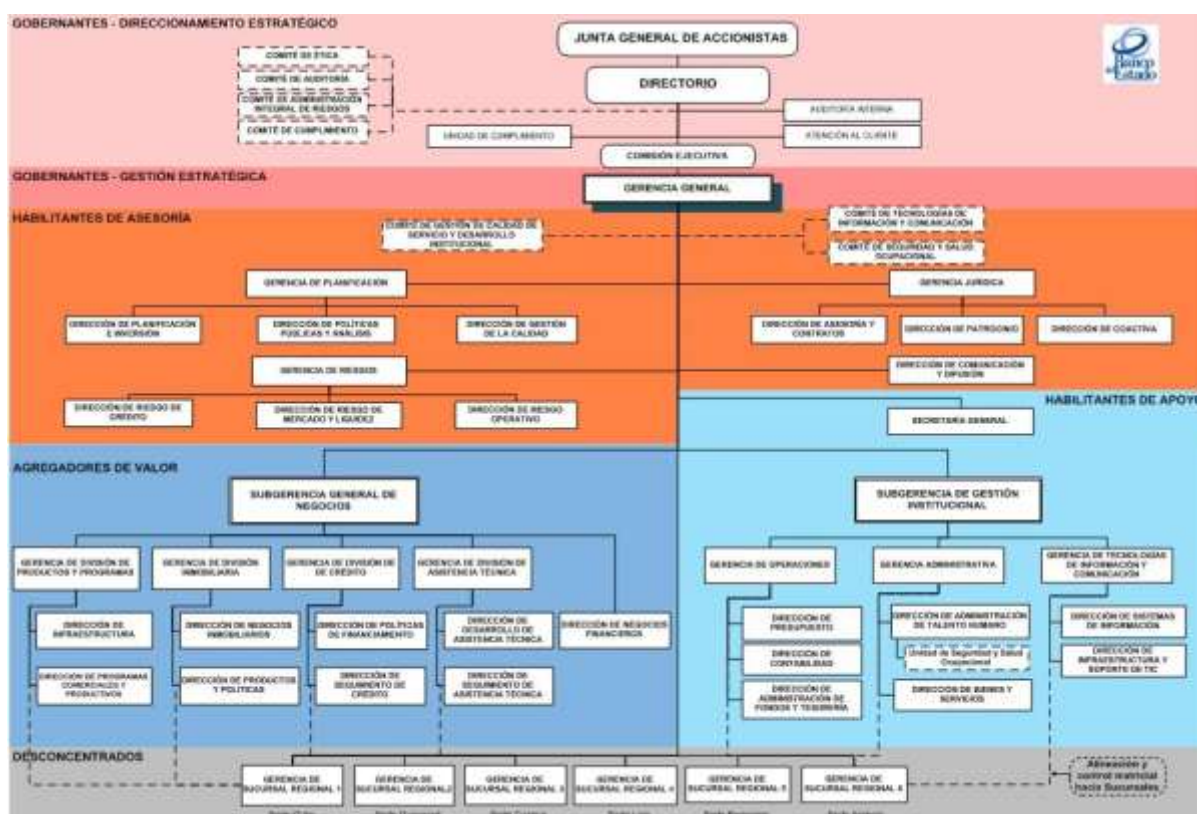 GOBERNANTES - DIRECCIONAMIENTO ESTRATÉGICO
JUNTA GENERAL DE ACCIONISTAS
Banco
del Estado
COMITÉ DE ÉTICA
COMITÉ DE AUDITORÍA
COMITÉ DE ADMINISTRACIÓN
INTEGRAL DE RIESGOS
COMITÉ DE CUMPLIMIENTO
DIRECTORIO
AUDITORÍA INTERNA
UNIDAD DE CUMPLIMIENTO
ATENCIÓN AL CLIENTE
COMISIÓN EJECUTIVA
GOBERNANTES - GESTIÓN ESTRATÉGICA
GERENCIA GENERAL
HABILITANTES DE ASESORÍA
COMITÉ DE GESTIÓN DE CALIDAD DE
SERVICIO Y DESARROLLO
INSTITUCIONAL
COMITÉ DE TECNOLOGÍAS DE
INFORMACIÓN Y COMUNICACIÓN
COMITÉ DE SEGURIDAD Y SALUD
OCUPACIONAL
GERENCIA DE PLANIFICACIÓN
GERENCIA JURÍDICA
DIRECCIÓN DE PLANIFICACIÓN
E INVERSIÓN
DIRECCIÓN DE POLÍTICAS
PÚBLICAS Y ANÁLISIS
DIRECCIÓN DE GESTIÓN
DE LA CALIDAD
DIRECCIÓN DE ASESORÍA Y
CONTRATOS
DIRECCIÓN DE PATROCINIO
DIRECCIÓN DE COACTIVA
GERENCIA DE RIESGOS
DIRECCIÓN DE COMUNICACIÓN
Y DIFUSIÓN
DIRECCIÓN DE RIESGO DE
CRÉDITO
DIRECCIÓN DE RIESGO DE
MERCADO Y LIQUIDEZ
DIRECCIÓN DE RIESGO
OPERATIVO
HABILITANTES DE APOYO
SECRETARÍA GENERAL
AGREGADORES DE VALOR
SUBGERENCIA GENERAL DE
NEGOCIOS
SUBGERENCIA DE GESTIÓN
INSTITUCIONAL
GERENCIA DE DIVISIÓN DE
PRODUCTOS Y PROGRAMAS
GERENCIA DE DIVISIÓN
INMOBILIARIA
GERENCIA DE DIVISIÓN
DE CRÉDITO
GERENCIA DE DIVISIÓN DE
ASISTENCIA TÉCNICA
GERENCIA DE OPERACIONES
GERENCIA ADMINISTRATIVA
GERENCIA DE TECNOLOGÍAS
DE INFORMACIÓN Y
COMUNICACIÓN
DIRECCIÓN DE
INFRAESTRUCTURA
DIRECCIÓN DE NEGOCIOS
INMOBILIARIOS
DIRECCIÓN DE POLÍTICAS
DE FINANCIAMIENTO
DIRECCIÓN DE
DESARROLLO DE
ASISTENCIA TÉCNICA
DIRECCIÓN DE NEGOCIOS
FINANCIEROS
DIRECCIÓN DE
PRESUPUESTO
DIRECCIÓN DE ADMINISTRACIÓN
DE TALENTO HUMANO
Unidad de Seguridad y Salud
Ocupacional
DIRECCIÓN DE SISTEMAS
DE INFORMACIÓN
DIRECCIÓN DE PROGRAMAS
COMERCIALES Y
PRODUCTIVOS
DIRECCIÓN DE PRODUCTOS
Y POLÍTICAS
DIRECCIÓN DE
SEGUIMIENTO DE
CRÉDITO
DIRECCIÓN DE
SEGUIMIENTO DE
ASISTENCIA TÉCNICA
DIRECCIÓN DE
CONTABILIDAD
DIRECCIÓN DE
INFRAESTRUCTURA Y
SOPORTE DE TIC
DIRECCIÓN DE
ADMINISTRACIÓN DE
FONDOS Y TESORERÍA
DIRECCIÓN DE BIENES Y
SERVICIOS
DESCONCENTRADOS
GERENCIA DE
SUCURSAL REGIONAL 1
GERENCIA DE
SUCURSAL REGIONAL 2
GERENCIA DE
SUCURSAL REGIONAL 3
GERENCIA DE
SUCURSAL REGIONAL 4
GERENCIA DE
SUCURSAL REGIONAL 5
GERENCIA DE
SUCURSAL REGIONAL 6
Alineación y
control matricial
hacia Sucursales